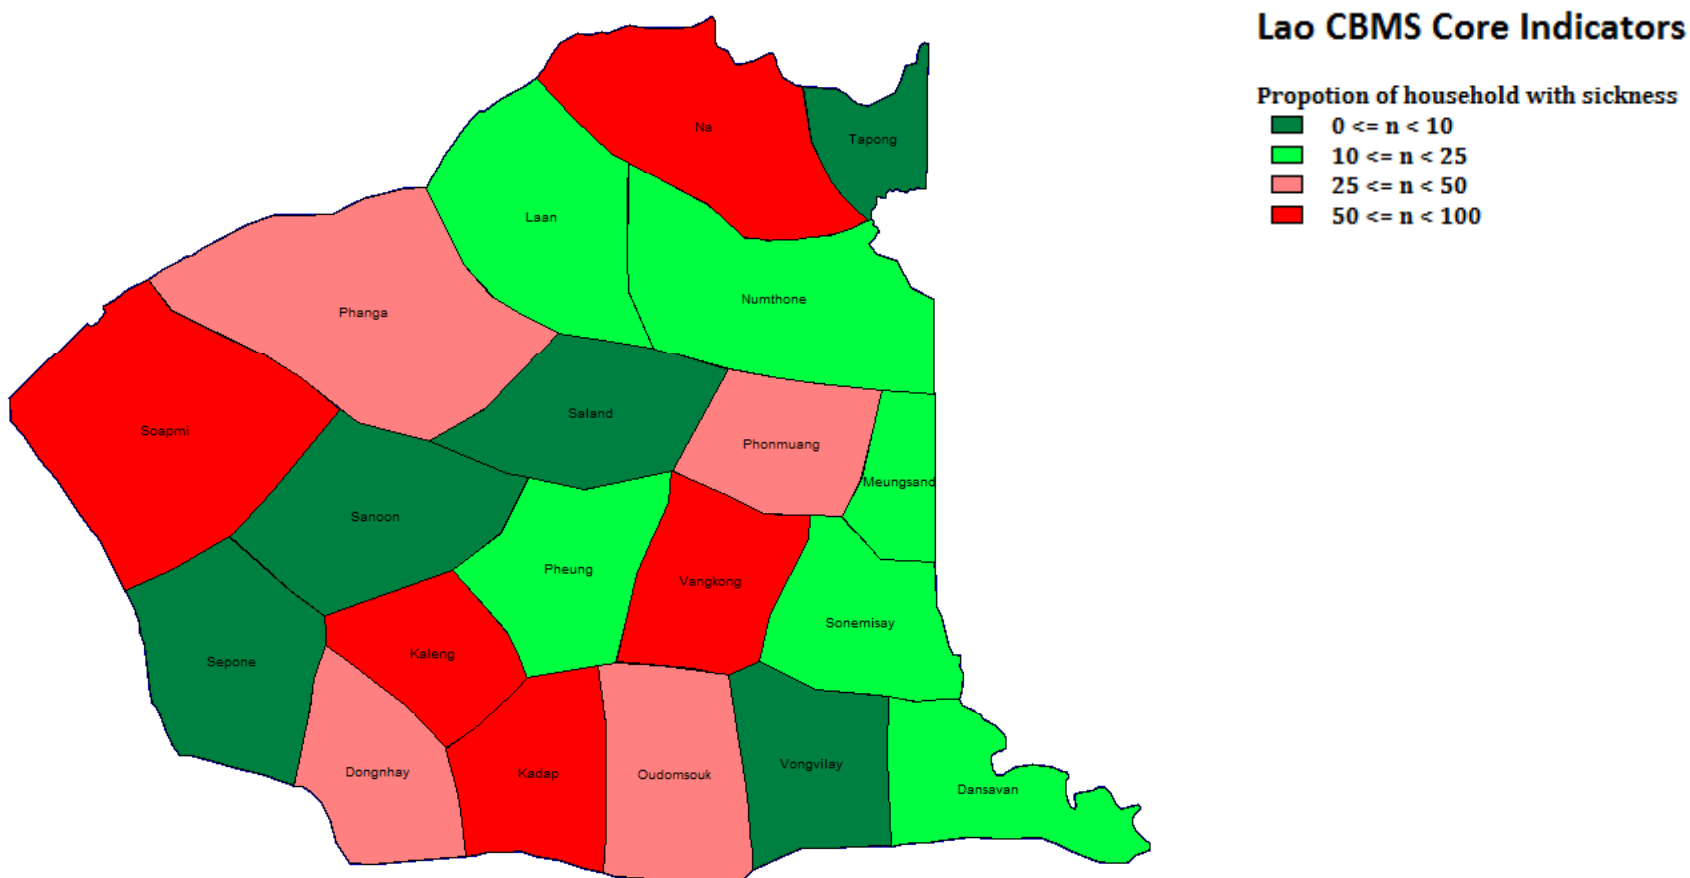 Lao CBMS Core Indicators
Propotion of household with sickness
0 <= n < 10
10 <= n < 25
25 <= n < 50
50 <= n < 100
Na
Tapong
Laan
Numthone
Phanga
Saland
Soapmi
Phonmuang
Meungsand
Sanoon
Pheung
Vangkong
Sonemisay
Kaleng
Sepone
Vongvilay
Dongnhay
Kadap
Oudomsouk
Dansavan